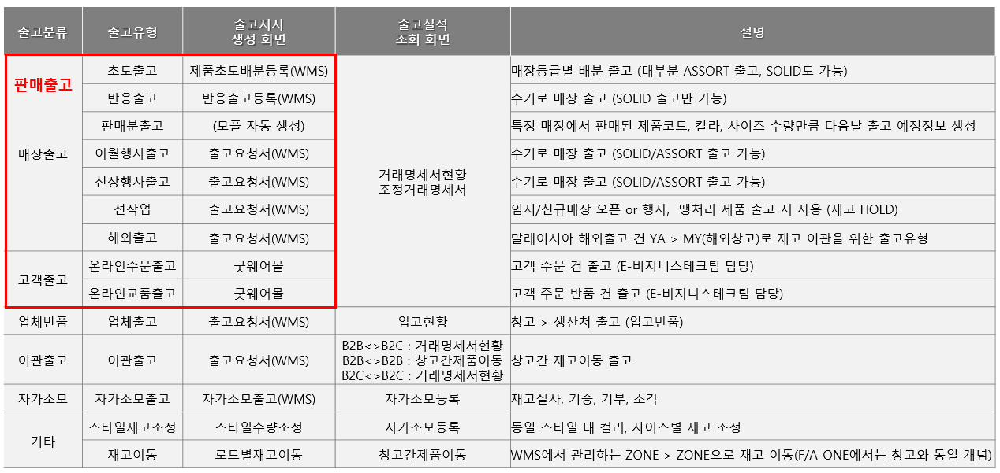 출고분류 출고유형 출고지시 생성 화면 출고실적 조회 화면 설명
판매출고
매장출고
초도출고 제품초도배분등록(WMS) 매장등급별 배분 출고 (대부분 ASSORT 출고, SOLID도 가능)
반응출고 반응출고등록(WMS) 수기로 매장 출고 (SOLID 출고만 가능)
판매분출고 (모플 자동 생성) 특정 매장에서 판매된 제품코드, 칼라, 사이즈 수량만큼 다음날 출고 예정정보 생성
이월행사출고 출고요청서(WMS) 수기로 매장 출고 (SOLID/ASSORT 출고 가능)
신상행사출고 출고요청서(WMS) 수기로 매장 출고 (SOLID/ASSORT 출고 가능)
선작업 출고요청서(WMS) 임시/신규매장 오픈 or 행사, 땡처리 제품 출고 시 사용 (재고 HOLD)
해외출고 출고요청서(WMS) 말레이시아 해외출고 건 YA > MY(해외창고)로 재고 이관을 위한 출고유형
거래명세서현황
조정거래명세서
고객출고
온라인주문출고 굿웨어몰 고객 주문 건 출고 (E-비지니스테크팀 담당)
온라인교품출고 굿웨어몰 고객 주문 반품 건 출고 (E-비지니스테크팀 담당)
업체반품 업체출고 출고요청서(WMS) 입고현황 창고 > 생산처 출고 (입고반품)
이관출고 이관출고 출고요청서(WMS)
B2B<>B2C : 거래명세서현황
B2B<>B2B : 창고간제품이동
B2C<>B2C : 거래명세서현황
창고간 재고이동 출고
자가소모 자가소모출고 자가소모출고(WMS) 자가소모등록 재고실사, 기증, 기부, 소각
기타
스타일재고조정 스타일수량조정 자가소모등록 동일 스타일 내 컬러, 사이즈별 재고 조정
재고이동 로트별재고이동 창고간제품이동 WMS에서 관리하는 ZONE > ZONE으로 재고 이동(F/A-ONE에서는 창고와 동일 개념)